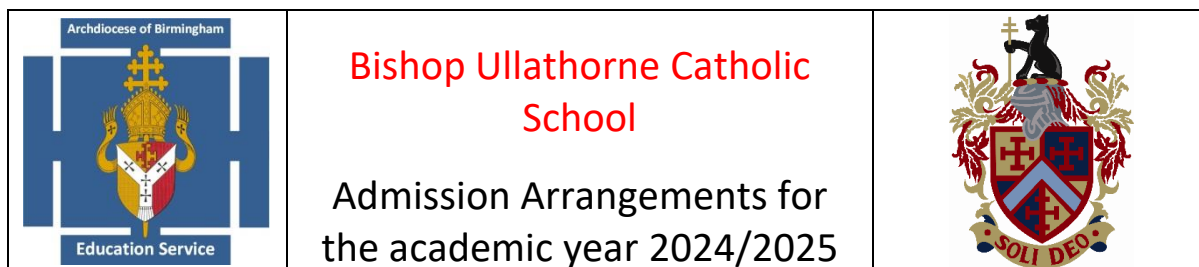 Archdiocese of Birmingham
Education Service
Bishop Ullathorne Catholic
School
Admission Arrangements for
the academic year 2024/2025
SOLI DEO